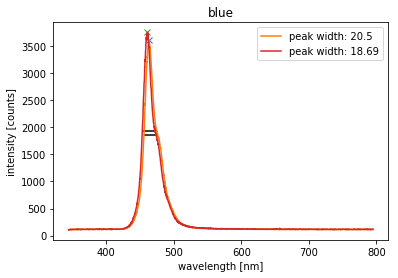 blue
peak width: 20.5
peak width: 18.69
3500
3000
2500
2000
1500
1000
500
0
intensity [counts]
400 500 600 700 800
wavelength [nm]